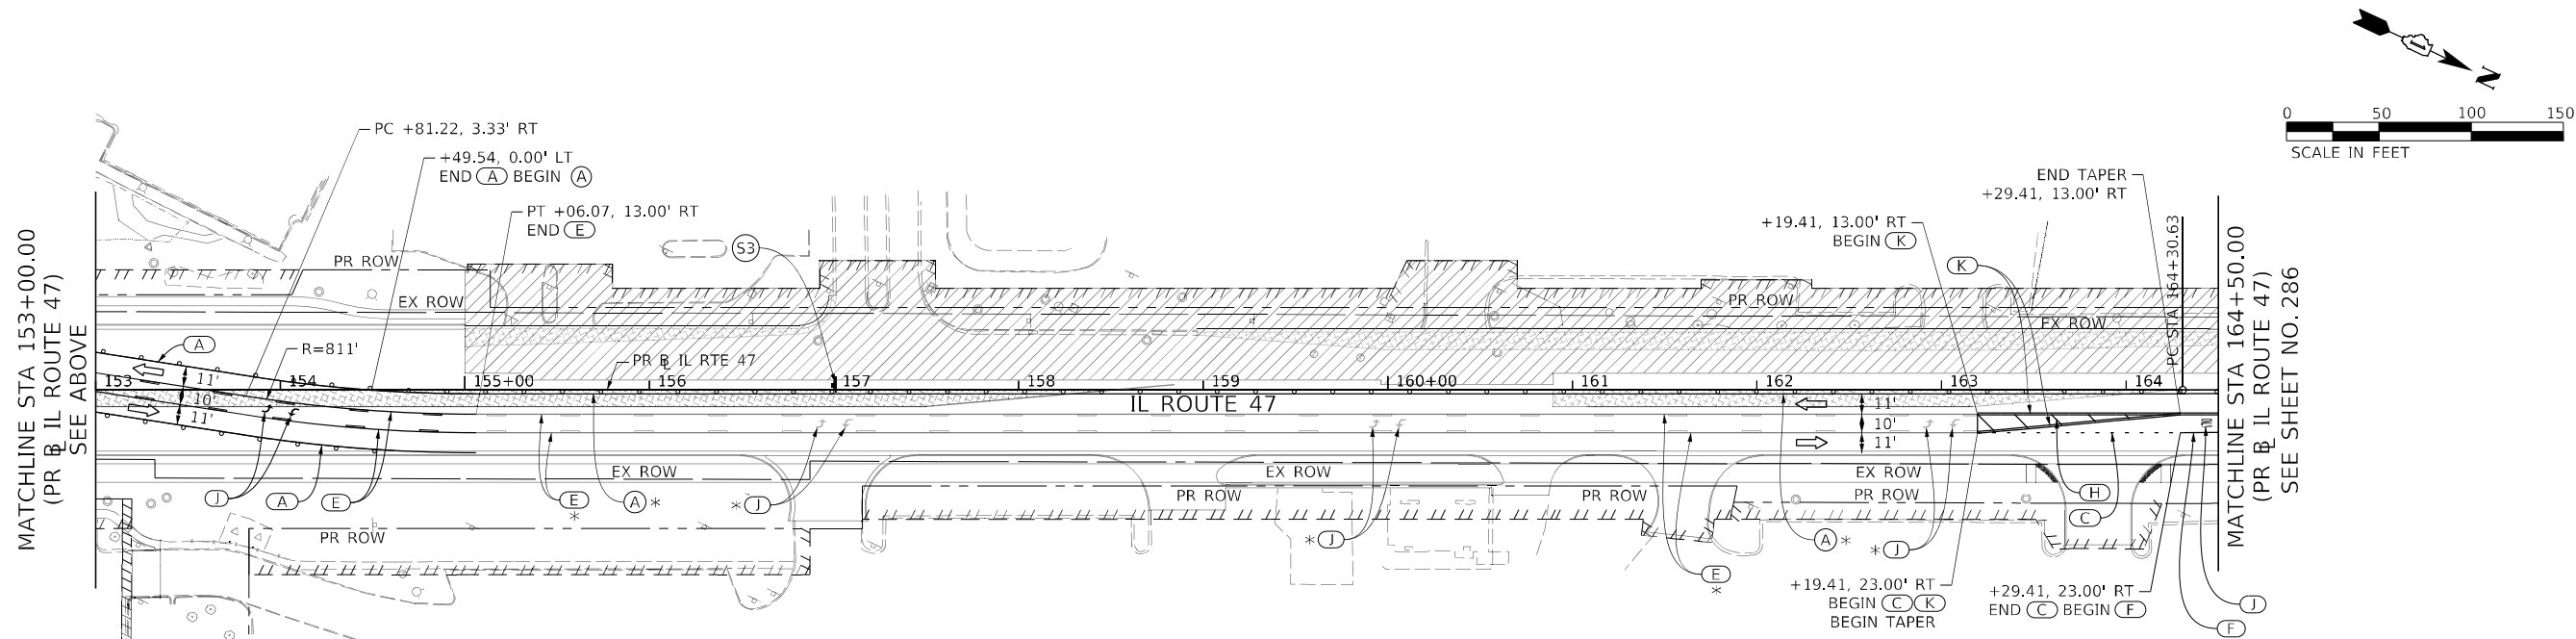 MATCHLINE STA 153+00.00
(PR BL IL ROUTE 47)
SEE ABOVE
PC +81.22, 3.33' RT
+49.54, 0.00' LT
END A BEGIN A
PT +06.07, 13.00' RT
END E
S3
PR ROW
EX ROW
A
R=811'
PR BL IL RTE 47
153
154
155+00
156
157
158
159
160+00
161
162
163
164
11'
10'
11'
IL ROUTE 47
J
A
E
EX ROW
PR ROW
E
*
A *
* J
EX ROW
PR ROW
* J
PR ROW
E
*
EX ROW
PR ROW
A *
* J
11'
10'
11'
PR ROW
EX ROW
+19.41, 13.00' RT
BEGIN K
K
END TAPER
+29.41, 13.00' RT
PC STA 164+30.63
H
C
+19.41, 23.00' RT
BEGIN C K
BEGIN TAPER
+29.41, 23.00' RT
END C BEGIN F
J
F
MATCHLINE STA 164+50.00
(PR BL IL ROUTE 47)
SEE SHEET NO. 286
N
0 50 100 150
SCALE IN FEET